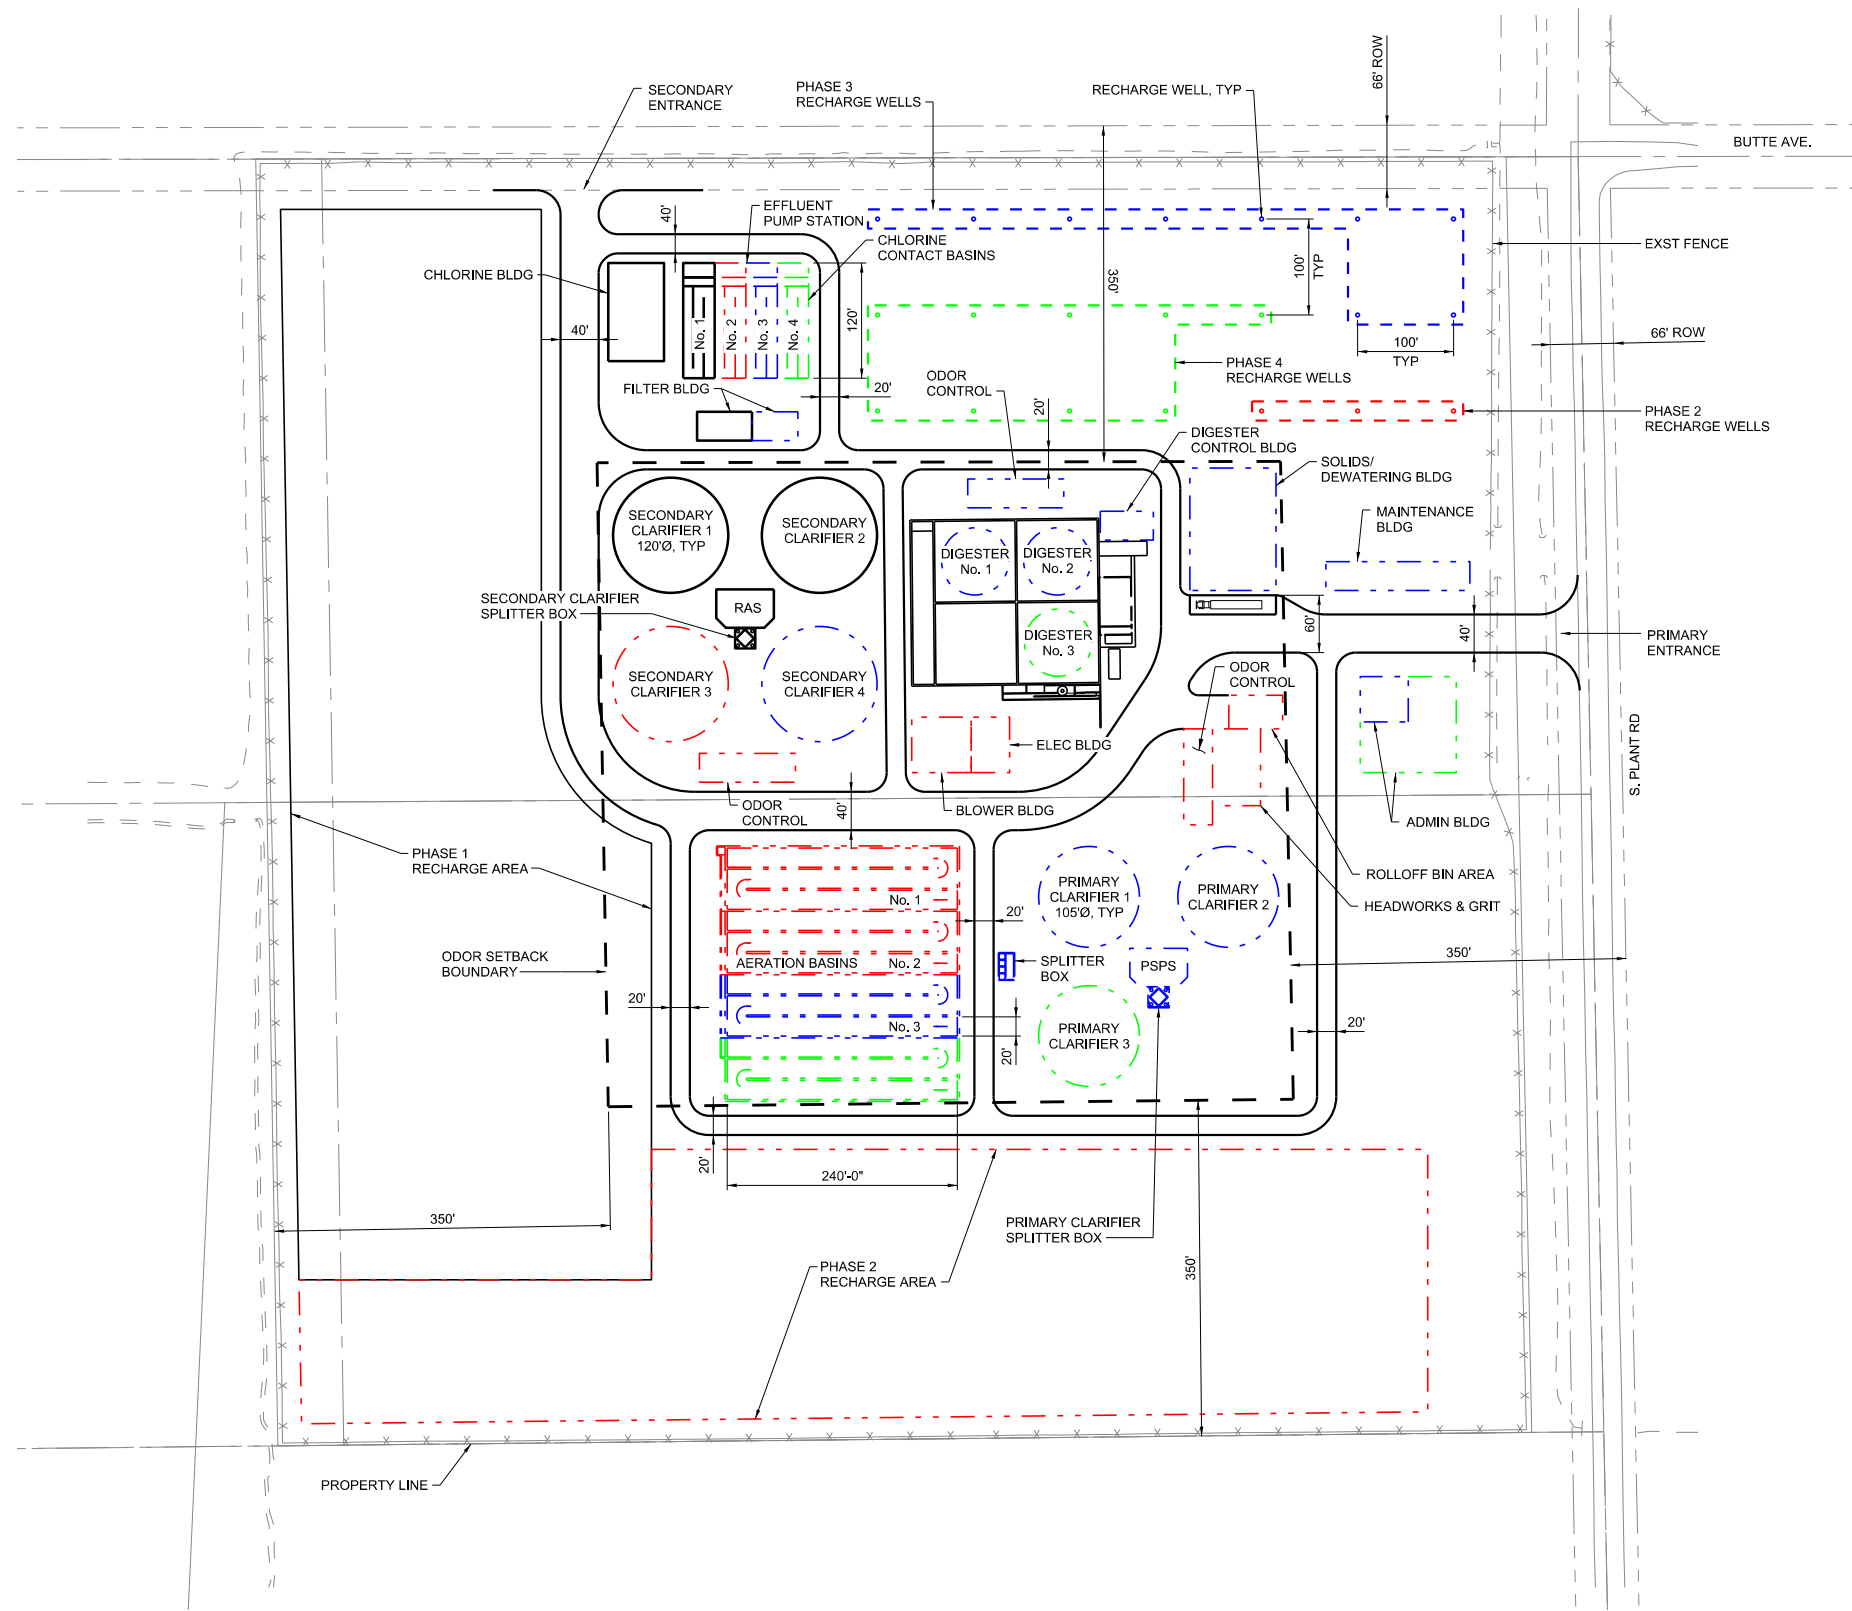 66' ROW
SECONDARY
ENTRANCE
PHASE 3
RECHARGE WELLS
RECHARGE WELL, TYP
BUTTE AVE.
40'
EFFLUENT
PUMP STATION
CHLORINE
CONTACT BASINS
EXST FENCE
CHLORINE BLDG
100'
TYP
350'
No. 1
No. 2
No. 3
No. 4
120'
40'
66' ROW
100'
TYP
PHASE 4
RECHARGE WELLS
FILTER BLDG
20'
ODOR
CONTROL
20'
PHASE 2
RECHARGE WELLS
DIGESTER
CONTROL BLDG
SOLIDS/
DEWATERING BLDG
SECONDARY
CLARIFIER 1
120'Ø, TYP
SECONDARY
CLARIFIER 2
MAINTENANCE
BLDG
DIGESTER
No. 1
DIGESTER
No. 2
SECONDARY CLARIFIER
SPLITTER BOX
RAS
60'
40'
DIGESTER
No. 3
PRIMARY
ENTRANCE
SECONDARY
CLARIFIER 3
SECONDARY
CLARIFIER 4
ODOR
CONTROL
ELEC BLDG
S. PLANT RD
ODOR
CONTROL
40'
BLOWER BLDG
ADMIN BLDG
PHASE 1
RECHARGE AREA
ROLLOFF BIN AREA
PRIMARY
CLARIFIER 1
105'Ø, TYP
PRIMARY
CLARIFIER 2
No. 1
20'
HEADWORKS & GRIT
ODOR SETBACK
BOUNDARY
AERATION BASINS
No. 2
SPLITTER
BOX
PSPS
350'
20'
No. 3
20'
PRIMARY
CLARIFIER 3
20'
20'
240'-0"
350'
PRIMARY CLARIFIER
SPLITTER BOX
PHASE 2
RECHARGE AREA
350'
PROPERTY LINE